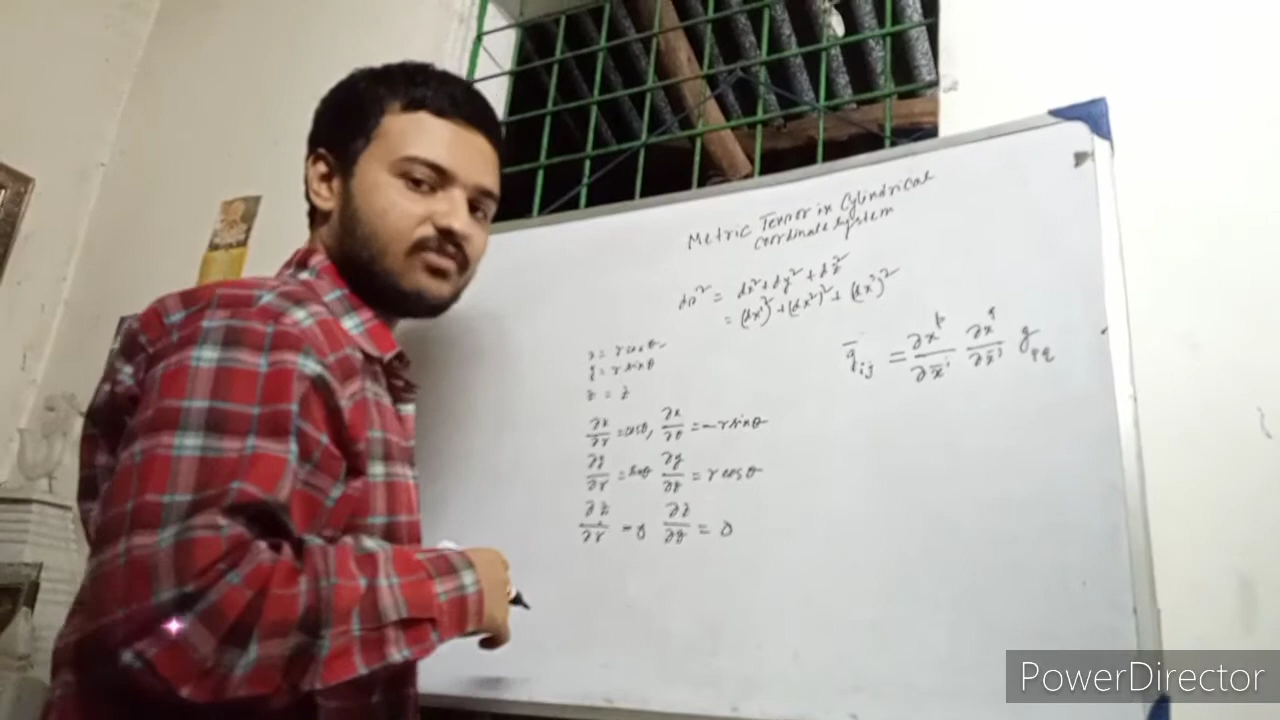 Metric Tensor in Cylindrical
Coordinate System
ds² = dx² + dy² + dz²
= (dx¹)² + (dx²)² + (dx³)²
x = r cos θ
y = r sin θ
z = z
∂x/∂r = cos θ, ∂x/∂θ = -r sin θ
∂y/∂r = sin θ ∂y/∂θ = r cos θ
∂z/∂r = 0 ∂z/∂θ = 0
ḡij = ∂x^p/∂x̄^i ∂x^q/∂x̄^j g_pq
PowerDirector